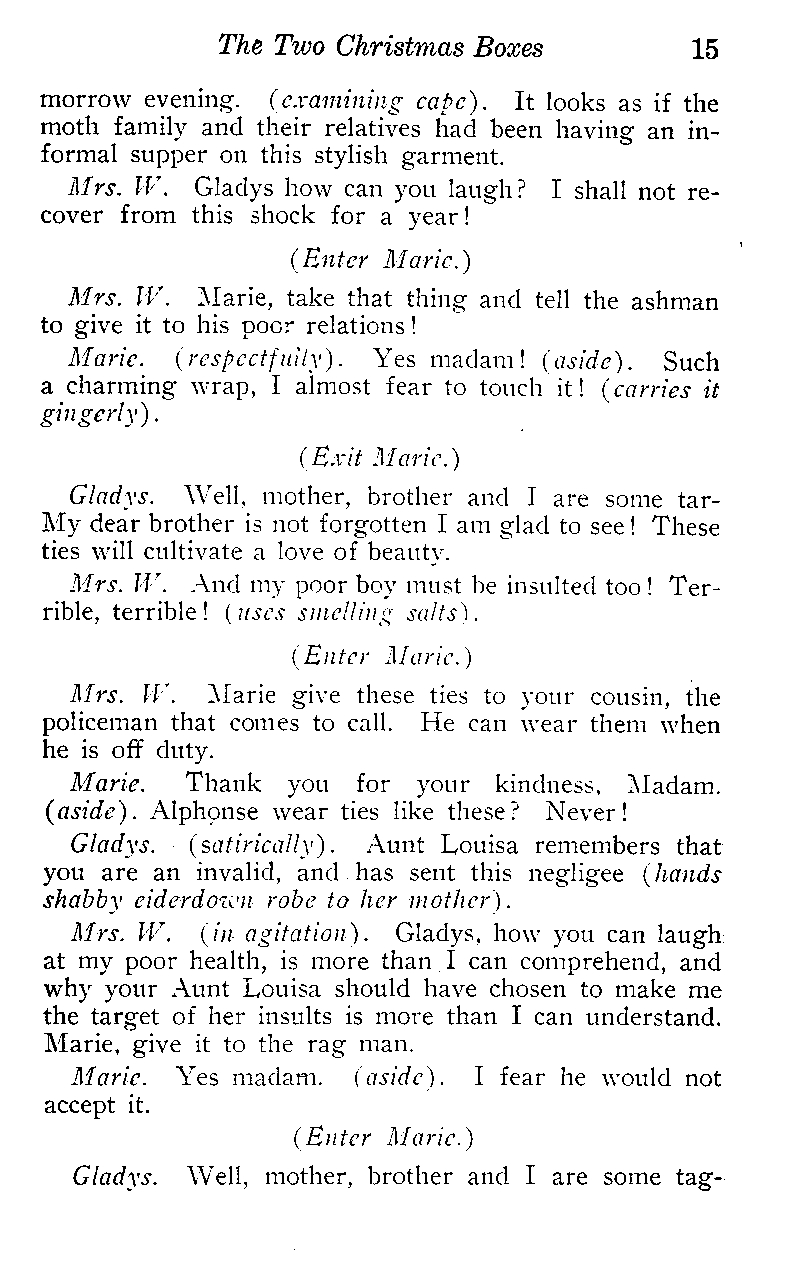 The Two Christmas Boxes 15
morrow evening. (examining cape). It looks as if the
moth family and their relatives had been having an in-
formal supper on this stylish garment.
Mrs. W. Gladys how can you laugh? I shall not re-
cover from this shock for a year!
(Enter Marie.)
Mrs. W. Marie, take that thing and tell the ashman
to give it to his poor relations!
Marie. (respectfully). Yes madam! (aside). Such
a charming wrap, I almost fear to touch it! (carries it
gingerly).
(Exit Marie.)
Gladys. Well, mother, brother and I are some tar-
My dear brother is not forgotten I am glad to see! These
ties will cultivate a love of beauty.
Mrs. W. And my poor boy must be insulted too! Ter-
rible, terrible! (uses smelling salts).
(Enter Marie.)
Mrs. W. Marie give these ties to your cousin, the
policeman that comes to call. He can wear them when
he is off duty.
Marie. Thank you for your kindness, Madam.
(aside). Alphonse wear ties like these? Never!
Gladys. (satirically). Aunt Louisa remembers that
you are an invalid, and has sent this negligee (hands
shabby eiderdown robe to her mother).
Mrs. W. (in agitation). Gladys, how you can laugh
at my poor health, is more than I can comprehend, and
why your Aunt Louisa should have chosen to make me
the target of her insults is more than I can understand.
Marie, give it to the rag man.
Marie. Yes madam. (aside). I fear he would not
accept it.
(Enter Marie.)
Gladys. Well, mother, brother and I are some tag-